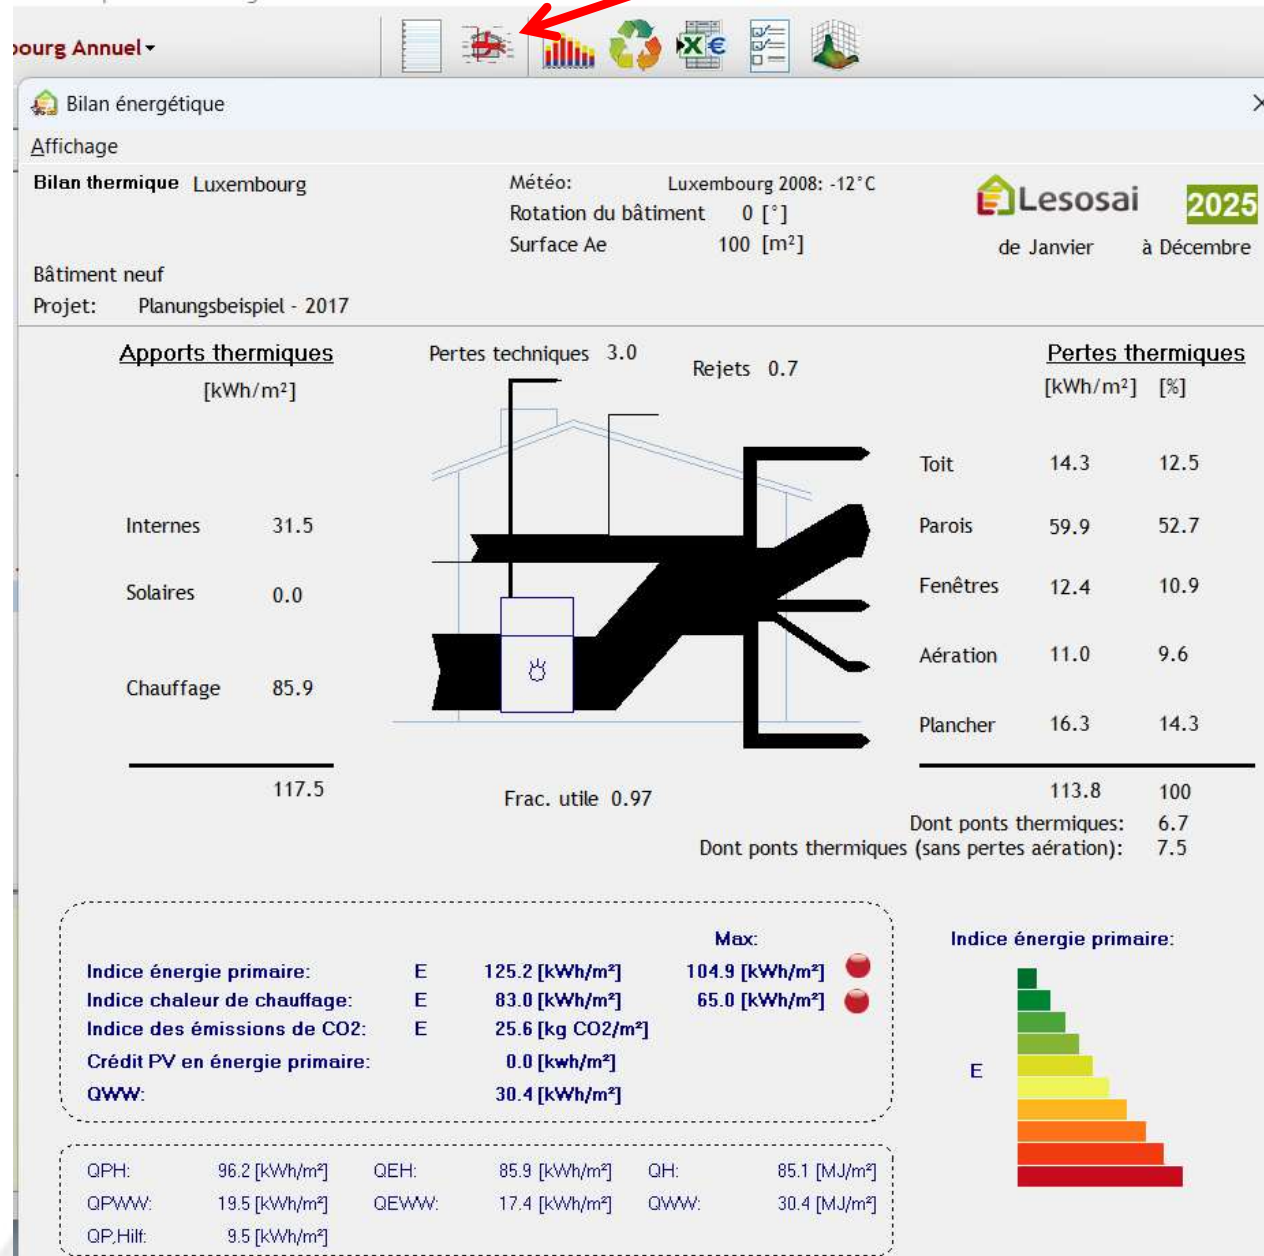 bourg Annuel
Bilan énergétique
Affichage
Bilan thermique Luxembourg
Météo: Luxembourg 2008: -12°C
Rotation du bâtiment 0 [°]
Surface Ae 100 [m²]
Lesosai 2025
de Janvier à Décembre
Bâtiment neuf
Projet: Planungsbeispiel - 2017
Apports thermiques
[kWh/m²]
Pertes techniques 3.0
Rejets 0.7
Pertes thermiques
[kWh/m²] [%]
Toit 14.3 12.5
Internes 31.5
Parois 59.9 52.7
Solaires 0.0
Fenêtres 12.4 10.9
Aération 11.0 9.6
Chauffage 85.9
Plancher 16.3 14.3
117.5
Frac. utile 0.97
113.8 100
Dont ponts thermiques: 6.7
Dont ponts thermiques (sans pertes aération): 7.5
Max:
Indice énergie primaire: E 125.2 [kWh/m²] 104.9 [kWh/m²]
Indice chaleur de chauffage: E 83.0 [kWh/m²] 65.0 [kWh/m²]
Indice des émissions de CO2: E 25.6 [kg CO2/m²]
Crédit PV en énergie primaire: 0.0 [kwh/m²]
QWW: 30.4 [kWh/m²]
Indice énergie primaire:
E
QPH: 96.2 [kWh/m²] QEH: 85.9 [kWh/m²] QH: 85.1 [MJ/m²]
QPWW: 19.5 [kWh/m²] QEWW: 17.4 [kWh/m²] QWW: 30.4 [MJ/m²]
QP,Hilf: 9.5 [kWh/m²]